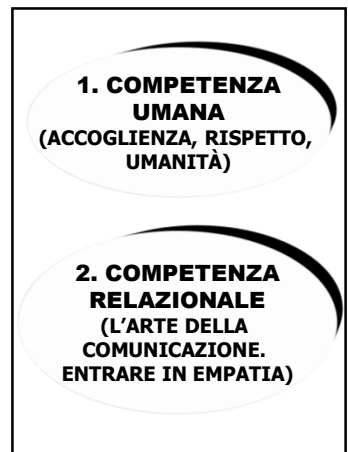 1. COMPETENZA
UMANA
(ACCOGLIENZA, RISPETTO,
UMANITÀ)
2. COMPETENZA
RELAZIONALE
(L’ARTE DELLA
COMUNICAZIONE.
ENTRARE IN EMPATIA)